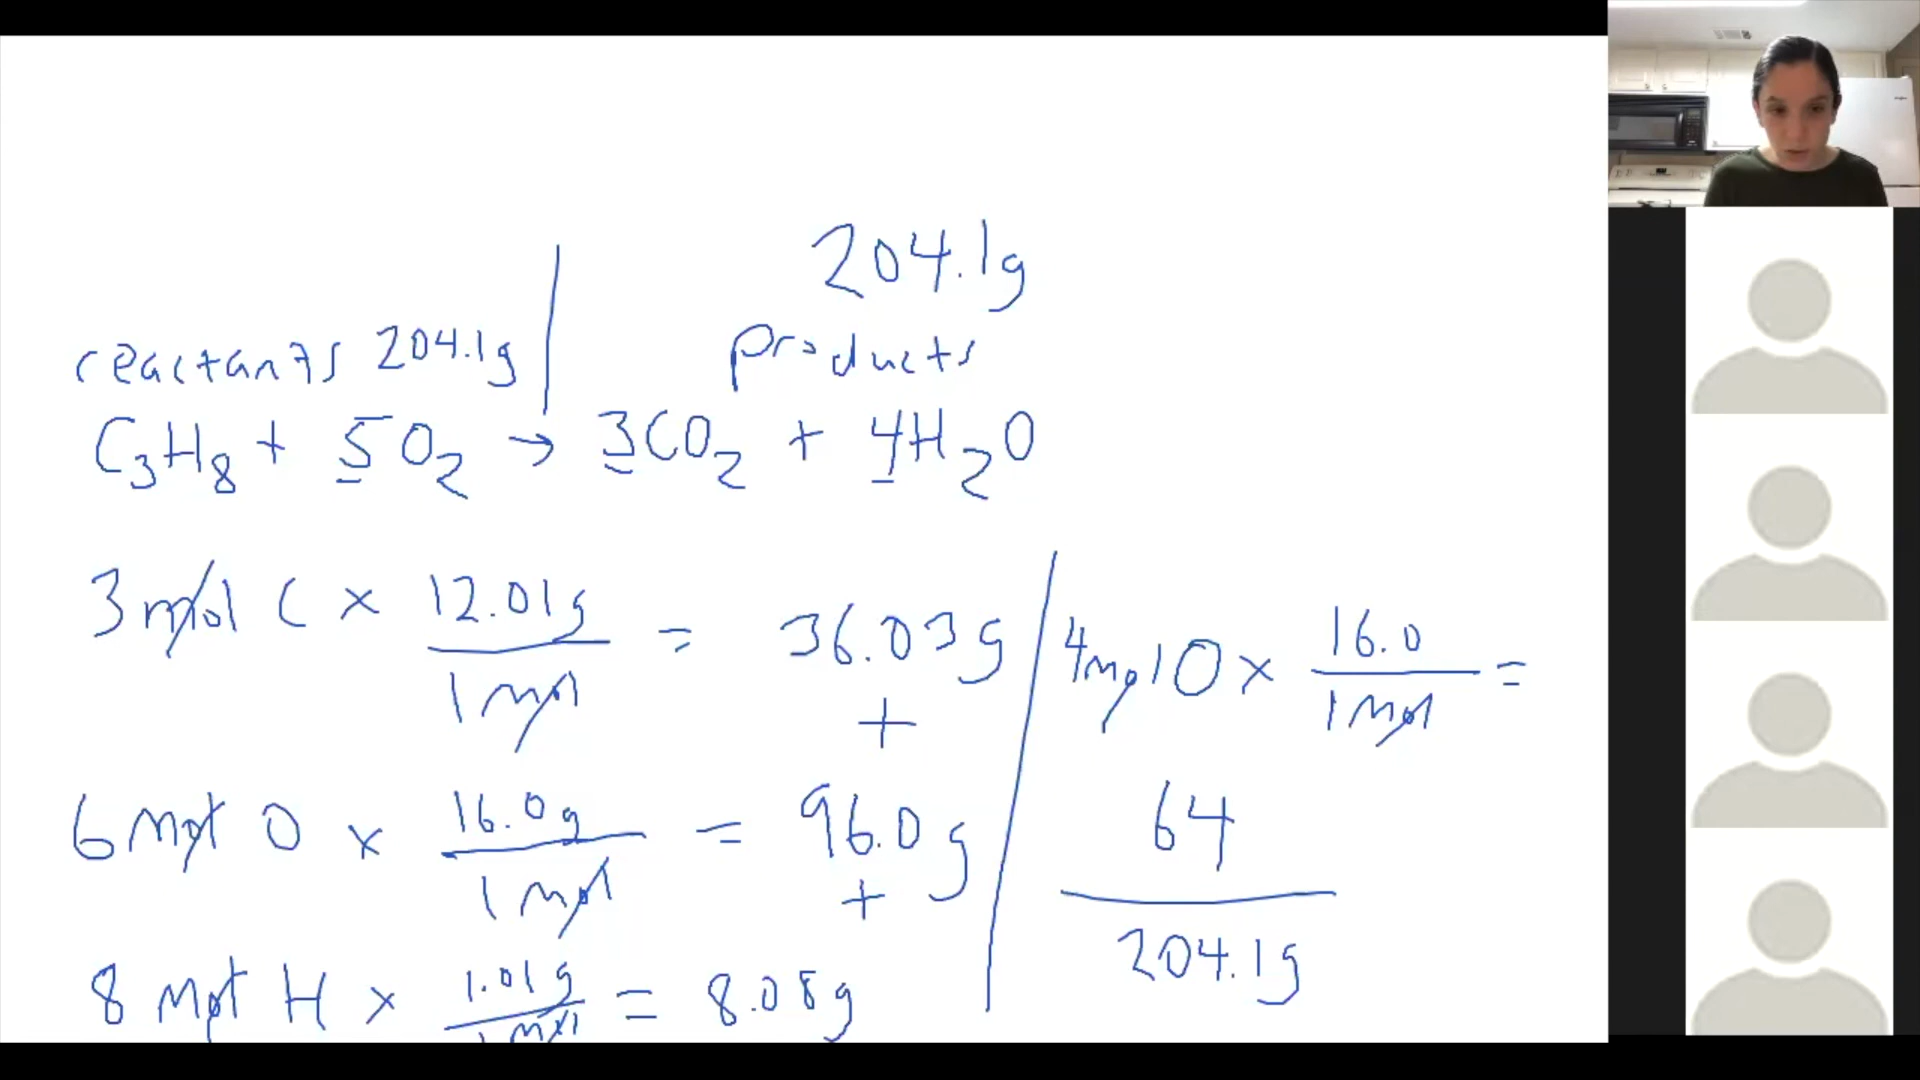 204.1g
reactants 204.1g
products
C₃H₈ + 5O₂ → 3CO₂ + 4H₂O
3 mol C × 12.01g / 1 mol = 36.03g
+
6 mol O × 16.0g / 1 mol = 96.0g
+
8 mol H × 1.01g / 1 mol = 8.08g
4 mol O × 16.0 / 1 mol =
64
204.1g